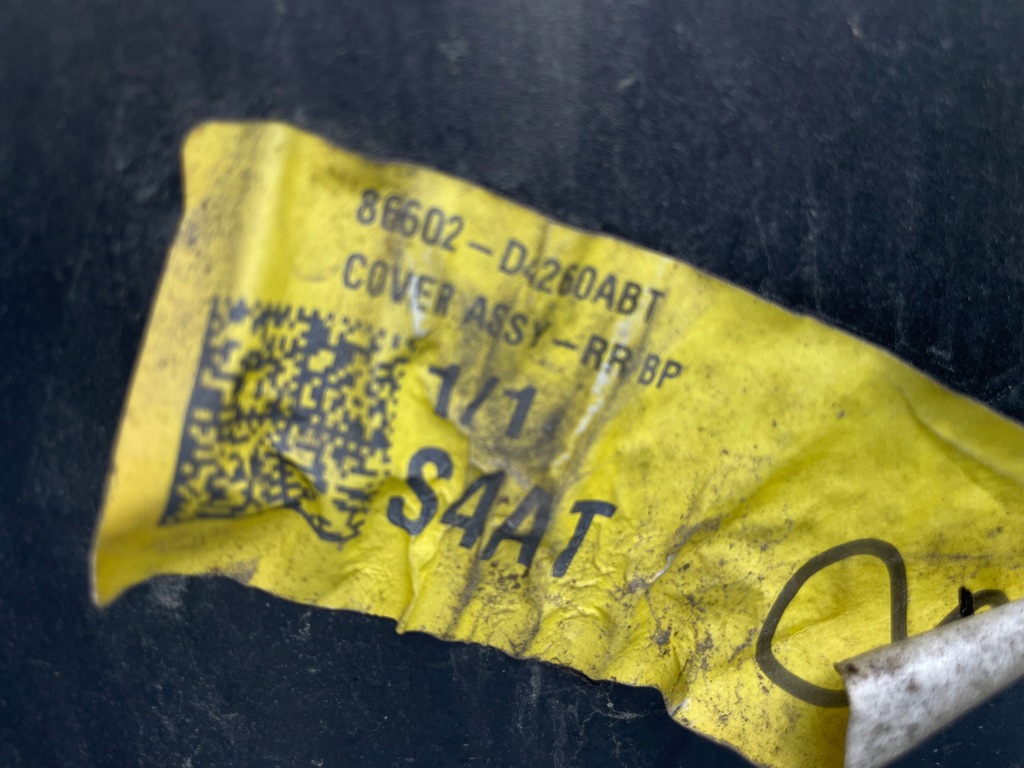 86602-D4260ABT
COVER ASSY-RR BP
1/1
S4AT